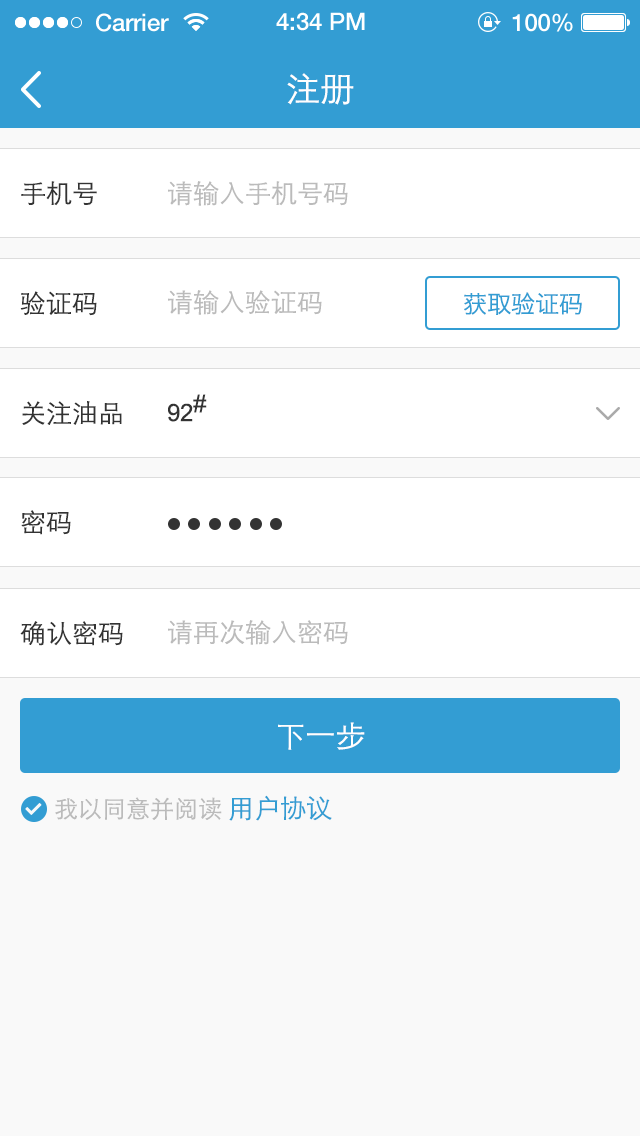 Carrier 4:34 PM 100%
注册
手机号 请输入手机号码
验证码 请输入验证码 获取验证码
关注油品 92#
密码 ●●●●●●
确认密码 请再次输入密码
下一步
我以同意并阅读 用户协议